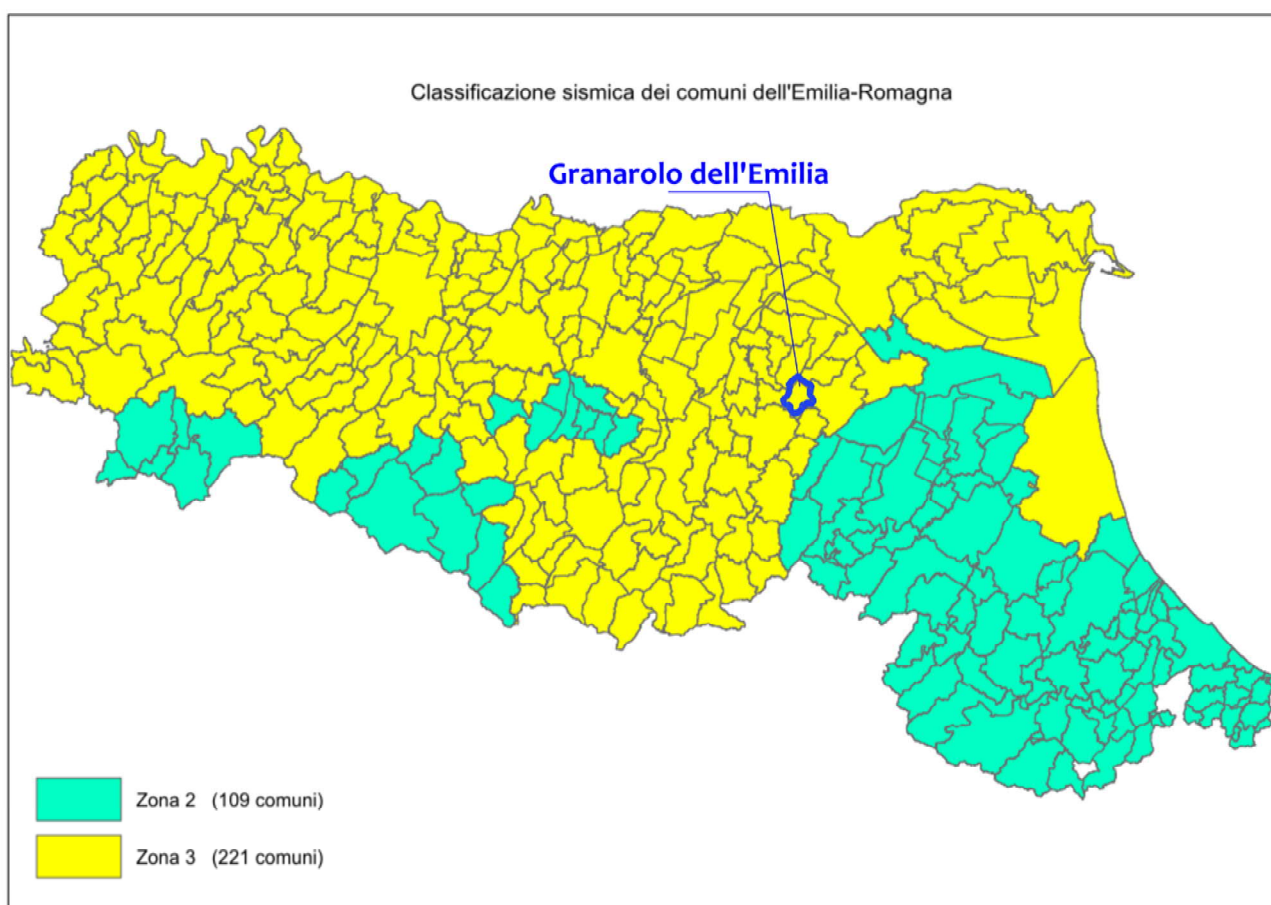 Classificazione sismica dei comuni dell'Emilia-Romagna
Granarolo dell'Emilia
Zona 2 (109 comuni)
Zona 3 (221 comuni)